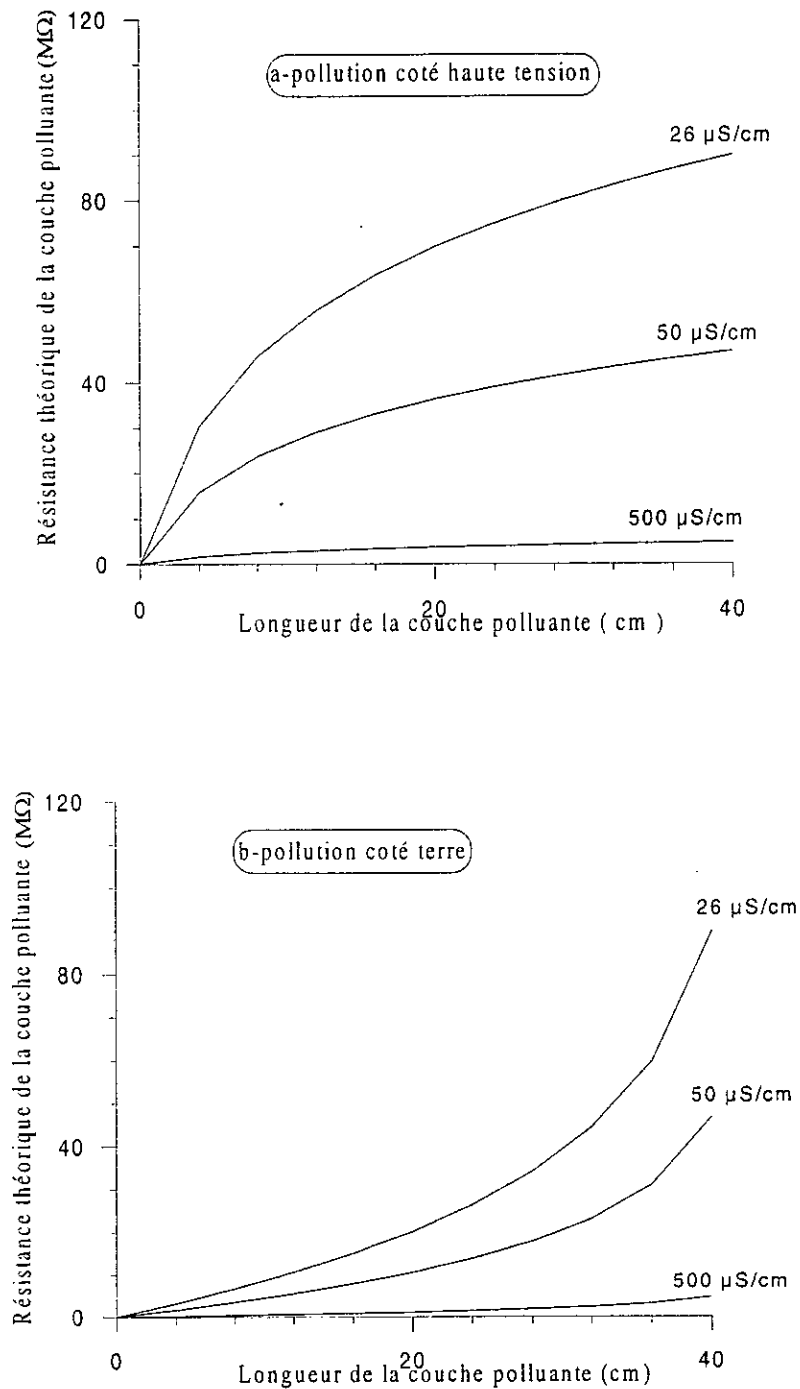 Résistance théorique de la couche polluante (MΩ)
120
80
40
0
a-pollution coté haute tension
26 µS/cm
50 µS/cm
500 µS/cm
0
20
40
Longueur de la couche polluante ( cm )
Résistance théorique de la couche polluante (MΩ)
120
80
40
0
b-pollution coté terre
26 µS/cm
50 µS/cm
500 µS/cm
0
20
40
Longueur de la couche polluante (cm)